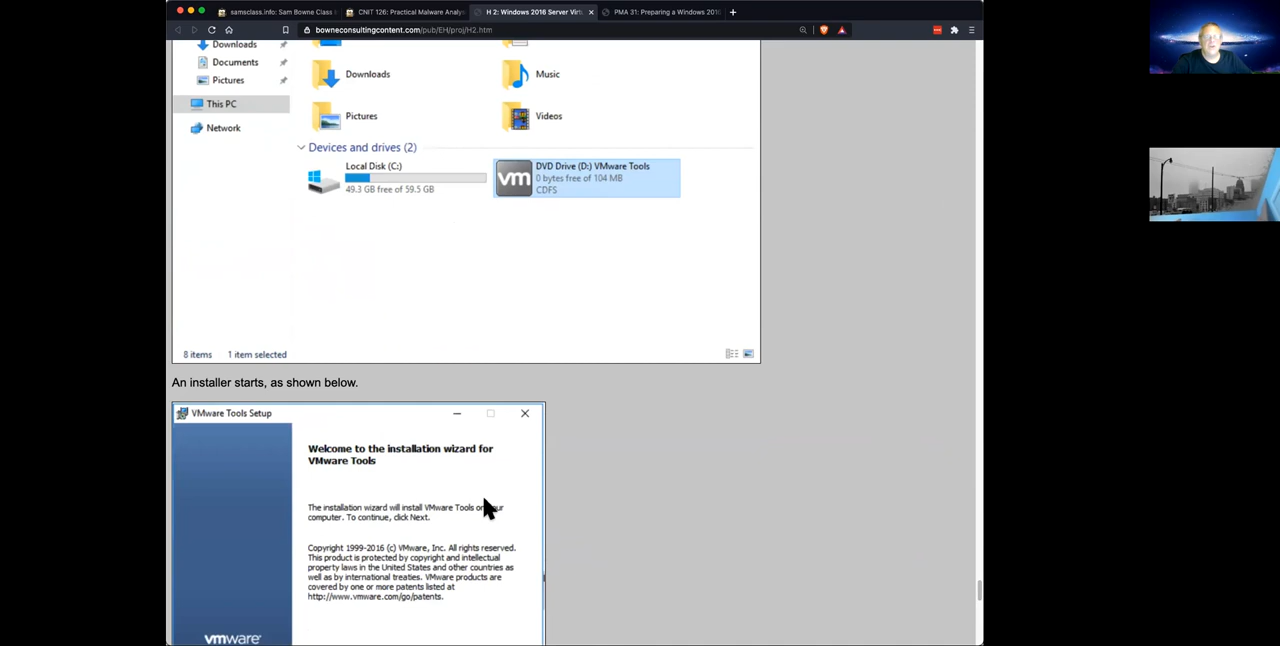 samsclass.info: Sam Bowne Class
CNIT 126: Practical Malware Analy
H 2: Windows 2016 Server Virt
PMA 31: Preparing a Windows 2016
bowneconsultingcontent.com/pub/EH/proj/H2.htm
Downloads
Documents
Pictures
This PC
Network
Downloads
Music
Pictures
Videos
Devices and drives (2)
Local Disk (C:)
49.3 GB free of 59.5 GB
DVD Drive (D:) VMware Tools
0 bytes free of 104 MB
CDFS
vm
8 items 1 item selected
An installer starts, as shown below.
VMware Tools Setup
Welcome to the installation wizard for
VMware Tools
The installation wizard will install VMware Tools on your
computer. To continue, click Next.
Copyright 1999-2016 (c) VMware, Inc. All rights reserved.
This product is protected by copyright and intellectual
property laws in the United States and other countries as
well as by international treaties. VMware products are
covered by one or more patents listed at
http://www.vmware.com/go/patents.
vmware